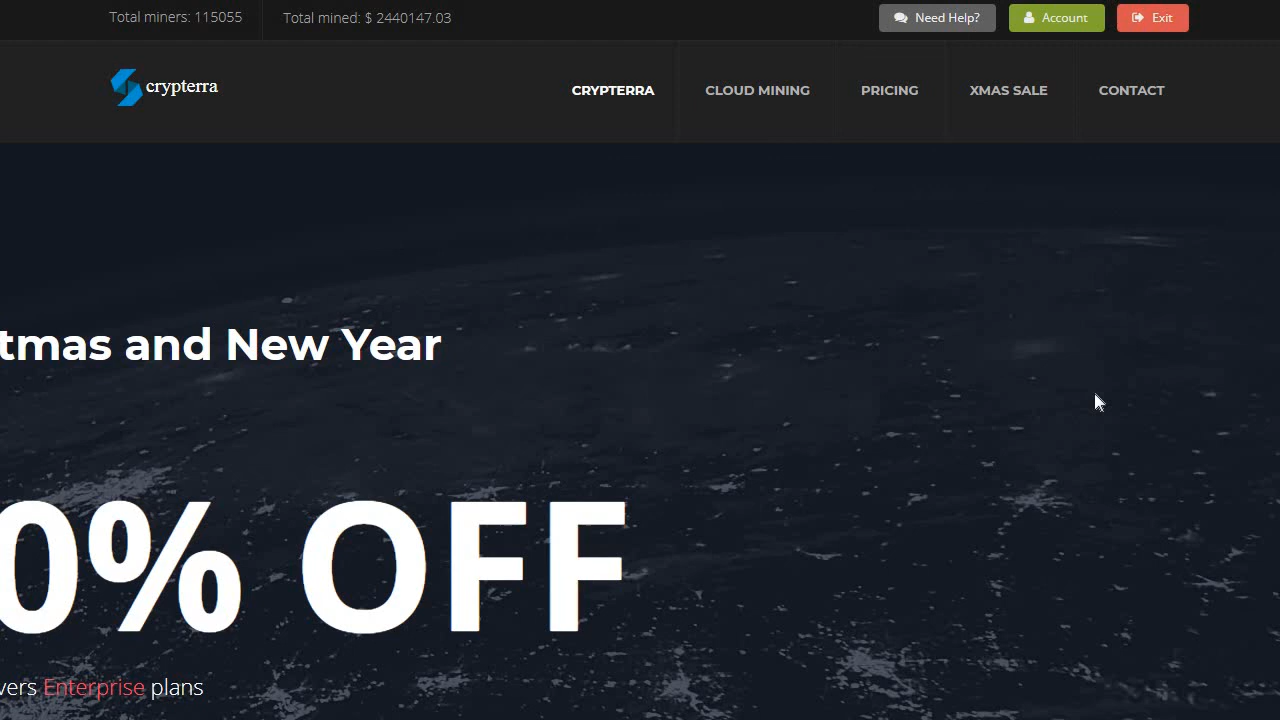 Total miners: 115055
Total mined: $ 2440147.03
Need Help?
Account
Exit
crypterra
CRYPTERRA
CLOUD MINING
PRICING
XMAS SALE
CONTACT
tmas and New Year
0% OFF
vers Enterprise plans